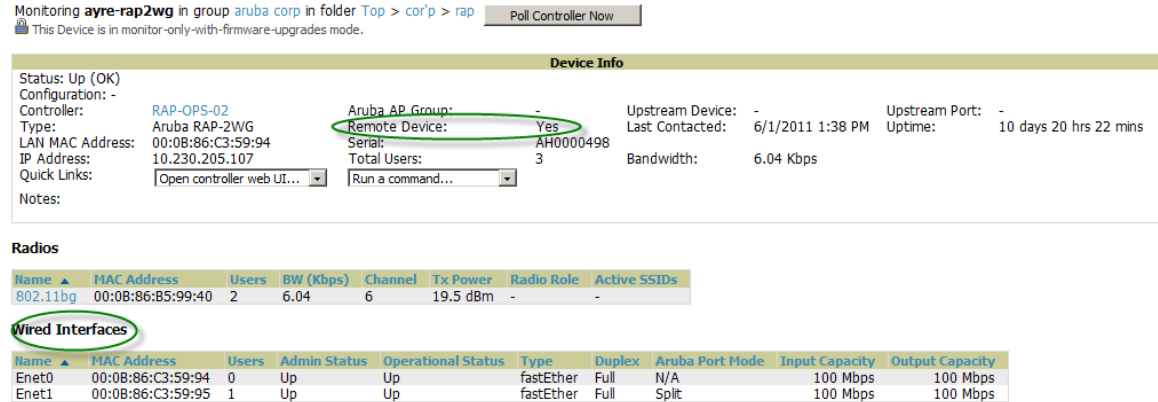 Monitoring ayre-rap2wg in group aruba corp in folder Top > cor'p > rap Poll Controller Now
This Device is in monitor-only-with-firmware-upgrades mode.
Device Info
Status: Up (OK)
Configuration: -
Controller: RAP-OPS-02 Aruba AP Group: - Upstream Device: - Upstream Port: -
Type: Aruba RAP-2WG Remote Device: Yes Last Contacted: 6/1/2011 1:38 PM Uptime: 10 days 20 hrs 22 mins
LAN MAC Address: 00:0B:86:C3:59:94 Serial: AH0000498
IP Address: 10.230.205.107 Total Users: 3 Bandwidth: 6.04 Kbps
Quick Links: Open controller web UI... Run a command...
Notes:
Radios
Name MAC Address Users BW (Kbps) Channel Tx Power Radio Role Active SSIDs
802.11bg 00:0B:86:B5:99:40 2 6.04 6 19.5 dBm - -
Wired Interfaces
Name MAC Address Users Admin Status Operational Status Type Duplex Aruba Port Mode Input Capacity Output Capacity
Enet0 00:0B:86:C3:59:94 0 Up Up fastEther Full N/A 100 Mbps 100 Mbps
Enet1 00:0B:86:C3:59:95 1 Up Up fastEther Full Split 100 Mbps 100 Mbps